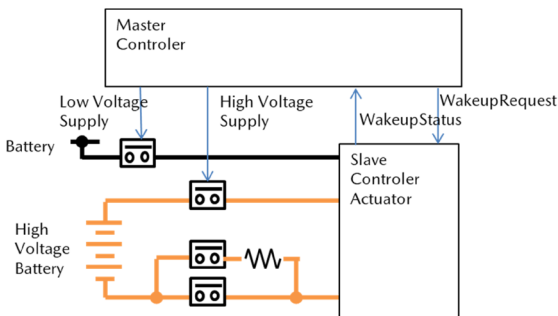 Master
Controler
Low Voltage
Supply
High Voltage
Supply
WakeupRequest
WakeupStatus
Battery
Slave
Controler
Actuator
High
Voltage
Battery